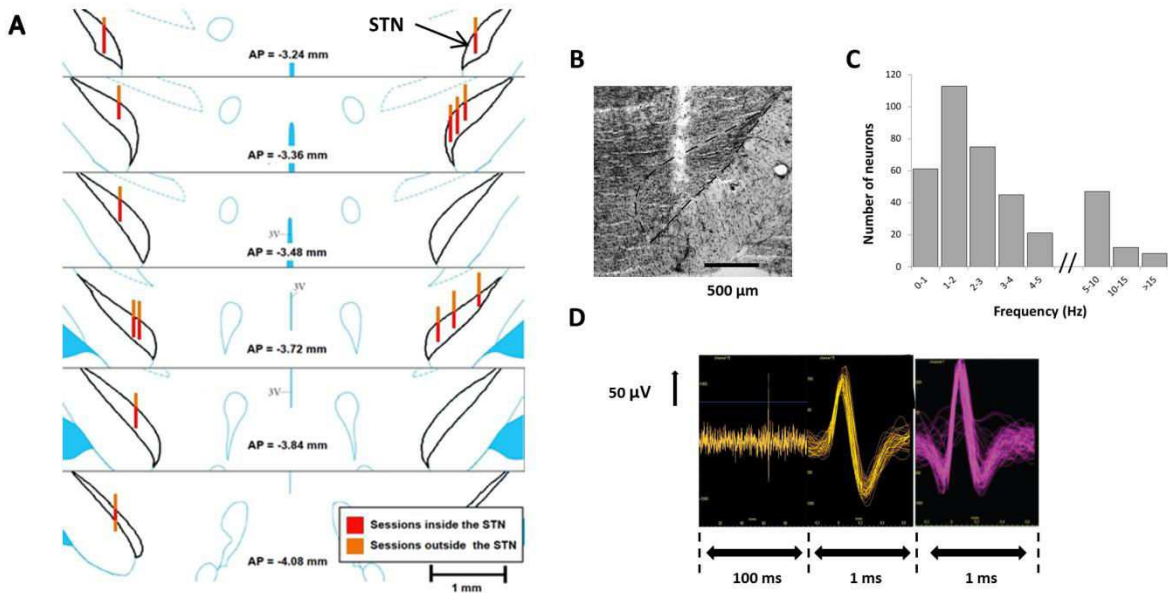 A
STN
AP = -3.24 mm
AP = -3.36 mm
3V
AP = -3.48 mm
3V
AP = -3.72 mm
3V
AP = -3.84 mm
AP = -4.08 mm
Sessions inside the STN
Sessions outside the STN
1 mm
B
500 µm
C
Number of neurons
120
100
80
60
40
20
0
0-1
1-2
2-3
3-4
4-5
5-10
10-15
>15
Frequency (Hz)
D
50 µV
100 ms
1 ms
1 ms